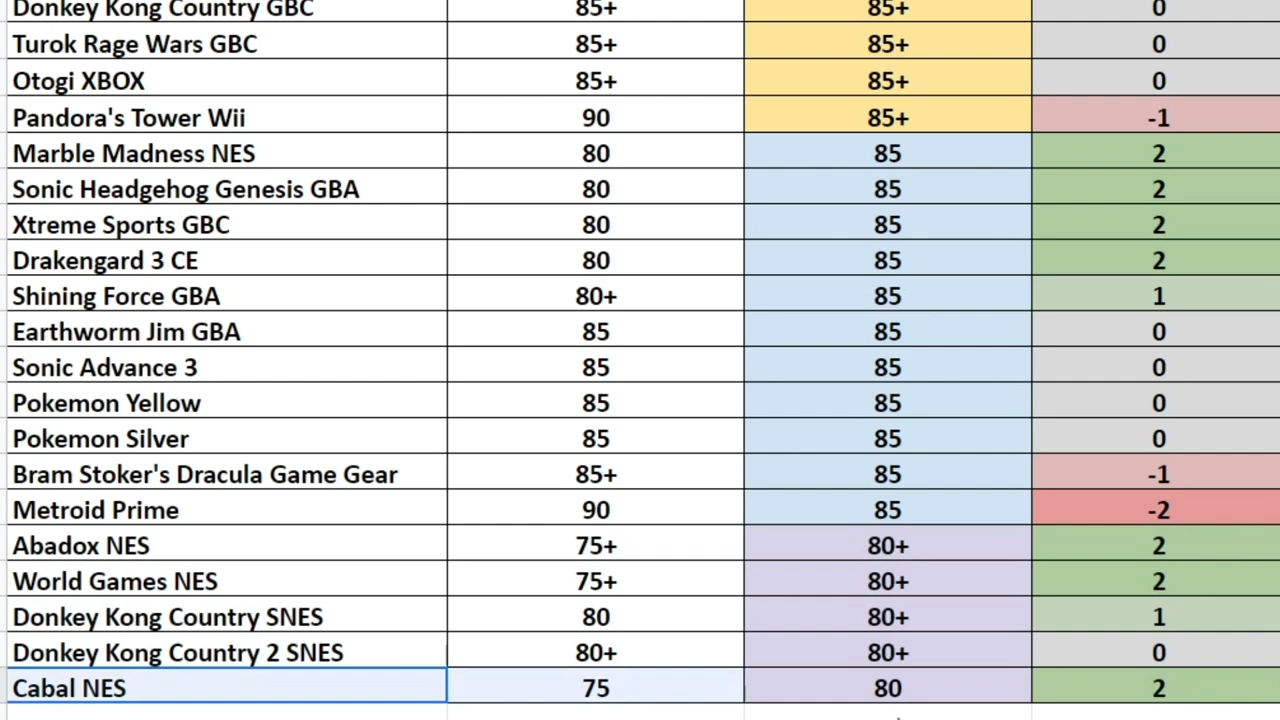 Donkey Kong Country GBC 85+ 85+ 0
Turok Rage Wars GBC 85+ 85+ 0
Otogi XBOX 85+ 85+ 0
Pandora's Tower Wii 90 85+ -1
Marble Madness NES 80 85 2
Sonic Headgehog Genesis GBA 80 85 2
Xtreme Sports GBC 80 85 2
Drakengard 3 CE 80 85 2
Shining Force GBA 80+ 85 1
Earthworm Jim GBA 85 85 0
Sonic Advance 3 85 85 0
Pokemon Yellow 85 85 0
Pokemon Silver 85 85 0
Bram Stoker's Dracula Game Gear 85+ 85 -1
Metroid Prime 90 85 -2
Abadox NES 75+ 80+ 2
World Games NES 75+ 80+ 2
Donkey Kong Country SNES 80 80+ 1
Donkey Kong Country 2 SNES 80+ 80+ 0
Cabal NES 75 80 2